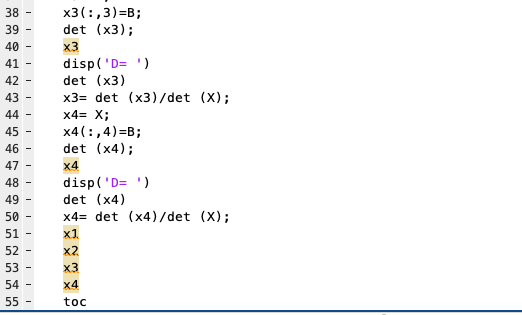 38 - x3(:,3)=B;
39 - det (x3);
40 - x3
41 - disp('D= ')
42 - det (x3)
43 - x3= det (x3)/det (X);
44 - x4= X;
45 - x4(:,4)=B;
46 - det (x4);
47 - x4
48 - disp('D= ')
49 - det (x4)
50 - x4= det (x4)/det (X);
51 - x1
52 - x2
53 - x3
54 - x4
55 - toc